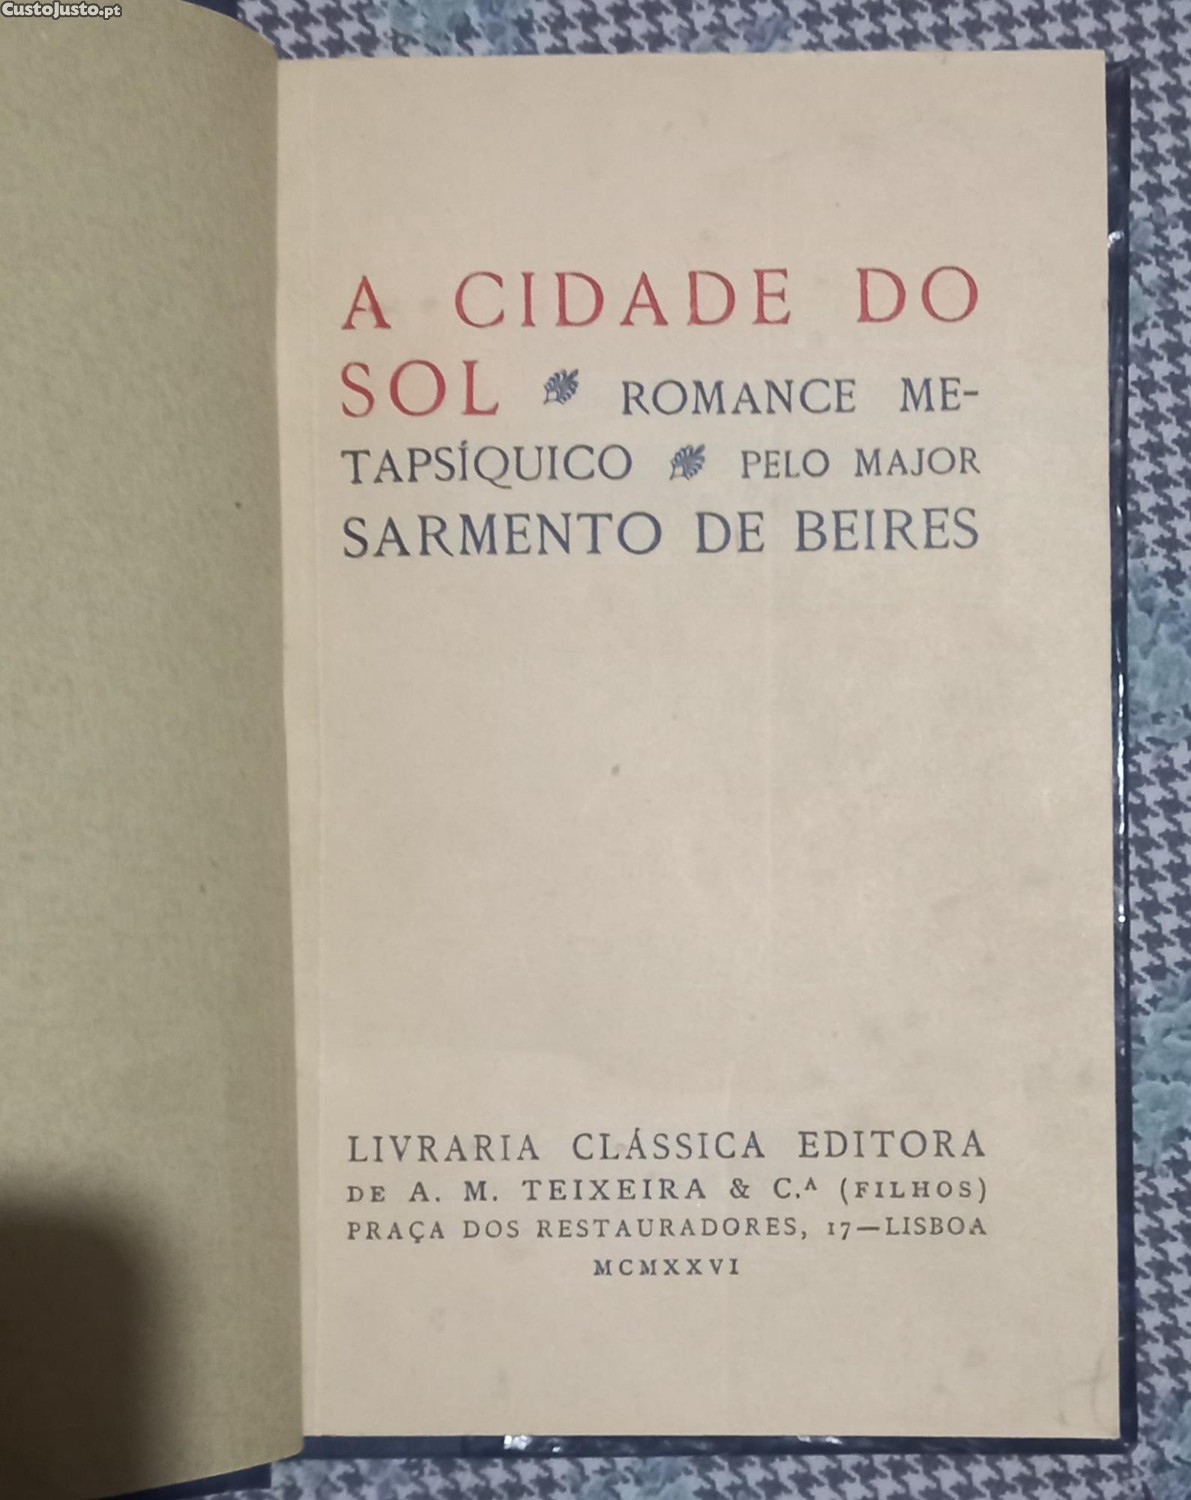 CustoJusto.pt
A CIDADE DO
SOL ROMANCE ME-
TAPSÍQUICO PELO MAJOR
SARMENTO DE BEIRES
LIVRARIA CLÁSSICA EDITORA
DE A. M. TEIXEIRA & C.ᴬ (FILHOS)
PRAÇA DOS RESTAURADORES, 17—LISBOA
MCMXXVI